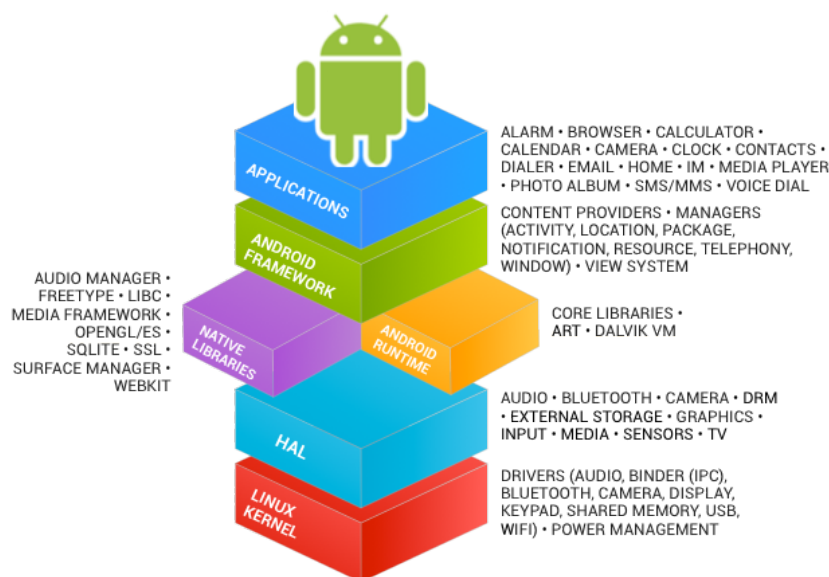 APPLICATIONS
ALARM • BROWSER • CALCULATOR •
CALENDAR • CAMERA • CLOCK • CONTACTS •
DIALER • EMAIL • HOME • IM • MEDIA PLAYER
• PHOTO ALBUM • SMS/MMS • VOICE DIAL
ANDROID
FRAMEWORK
CONTENT PROVIDERS • MANAGERS
(ACTIVITY, LOCATION, PACKAGE,
NOTIFICATION, RESOURCE, TELEPHONY,
WINDOW) • VIEW SYSTEM
AUDIO MANAGER •
FREETYPE • LIBC •
MEDIA FRAMEWORK •
OPENGL/ES •
SQLITE • SSL •
SURFACE MANAGER •
WEBKIT
NATIVE
LIBRARIES
ANDROID
RUNTIME
CORE LIBRARIES •
ART • DALVIK VM
HAL
AUDIO • BLUETOOTH • CAMERA • DRM
• EXTERNAL STORAGE • GRAPHICS •
INPUT • MEDIA • SENSORS • TV
LINUX
KERNEL
DRIVERS (AUDIO, BINDER (IPC),
BLUETOOTH, CAMERA, DISPLAY,
KEYPAD, SHARED MEMORY, USB,
WIFI) • POWER MANAGEMENT